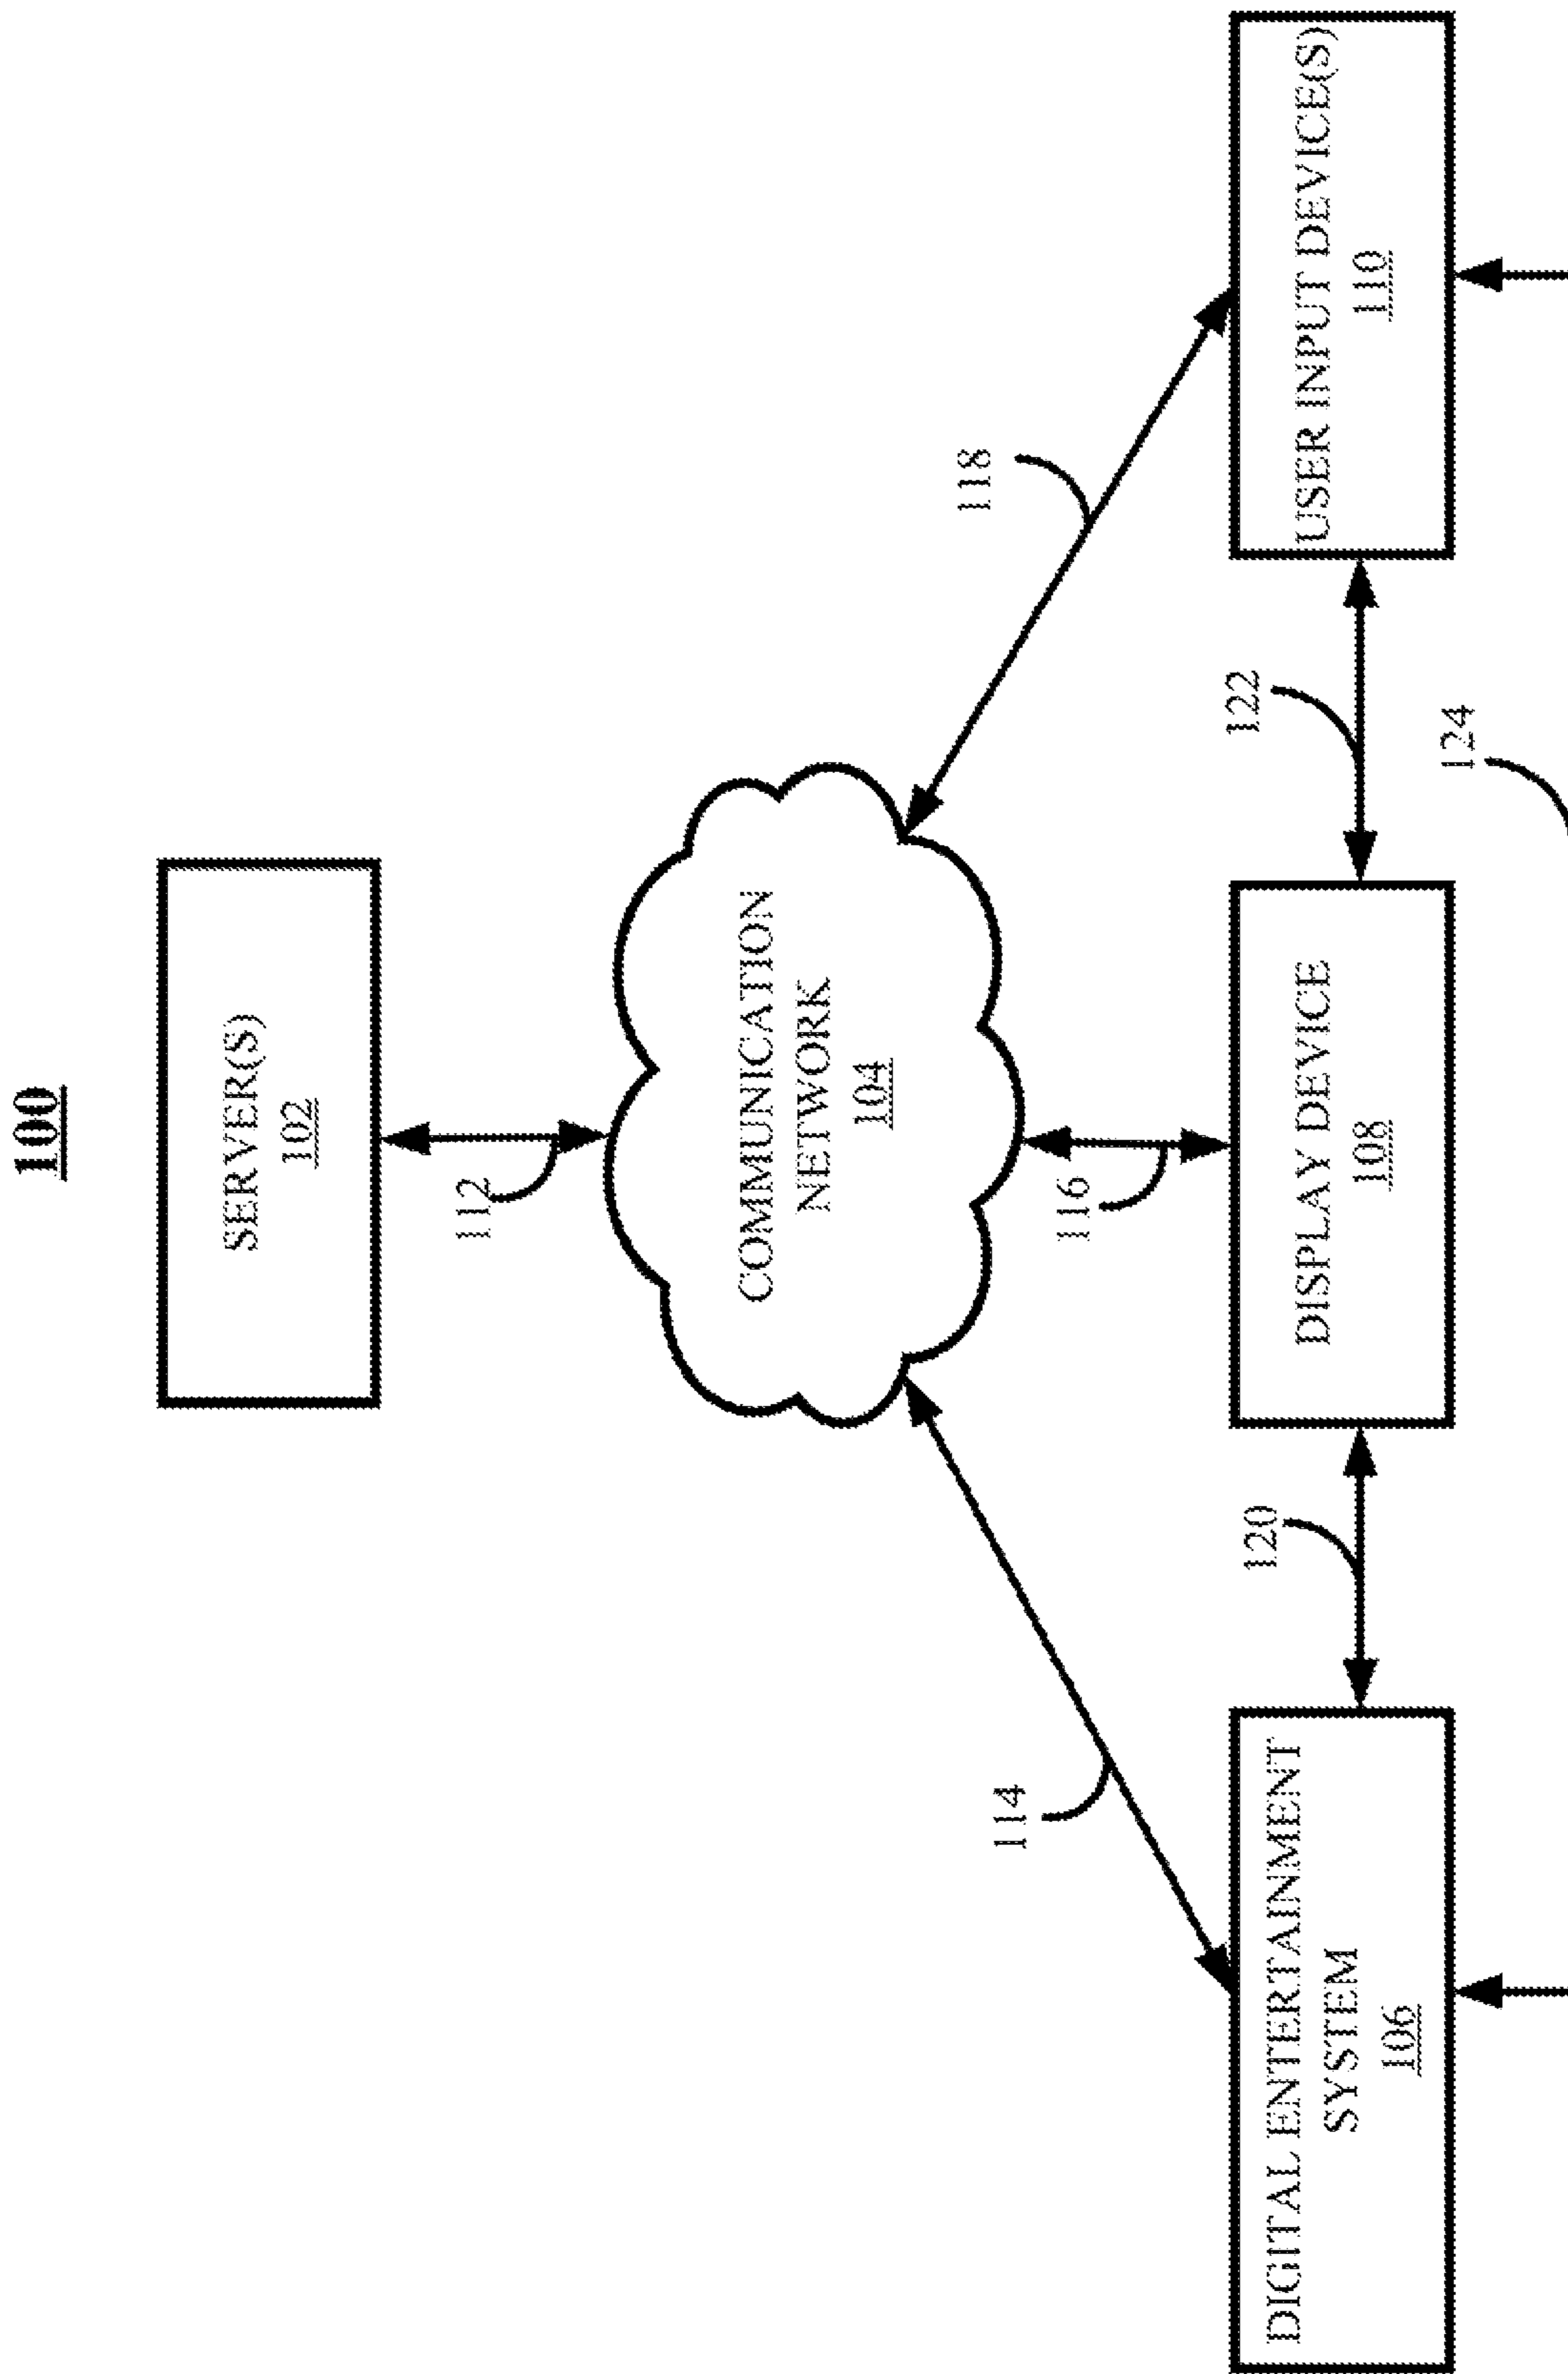 100
SERVER(S)
102
112
COMMUNICATION
NETWORK
104
114
116
118
DIGITAL ENTERTAINMENT
SYSTEM
106
120
DISPLAY DEVICE
108
122
USER INPUT DEVICE(S)
110
124